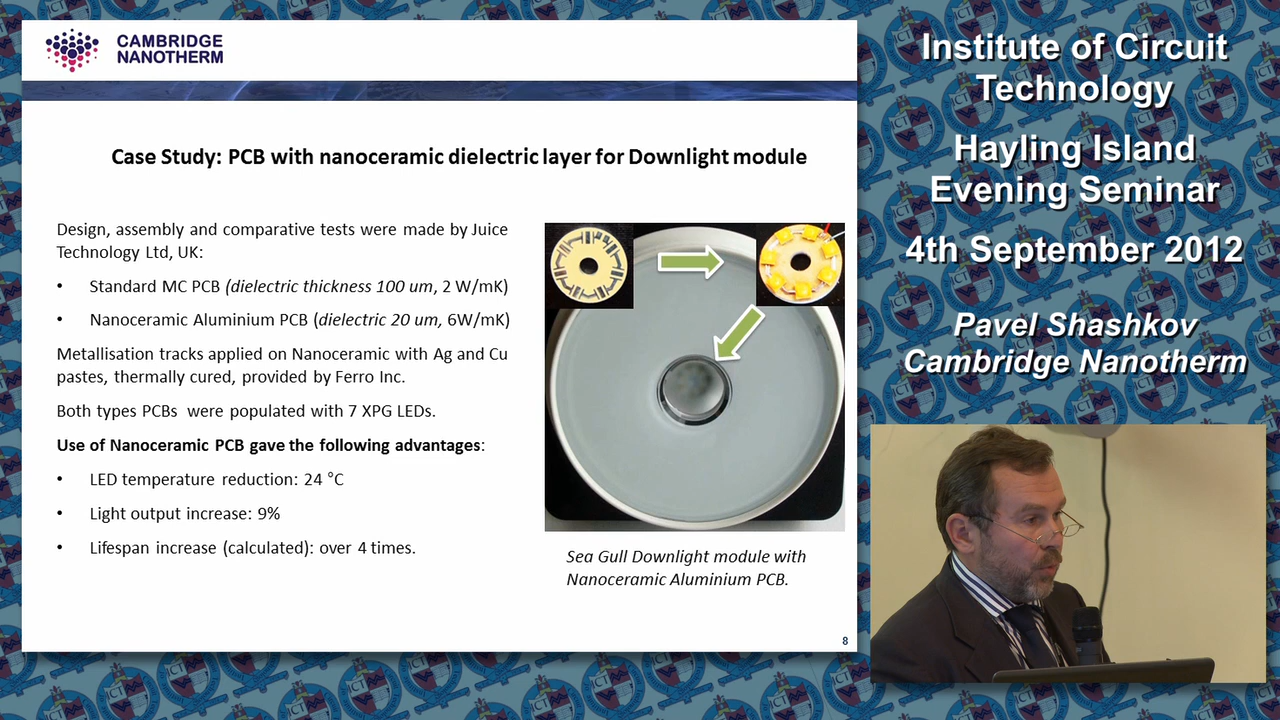 CAMBRIDGE
NANOTHERM
Case Study: PCB with nanoceramic dielectric layer for Downlight module
Design, assembly and comparative tests were made by Juice
Technology Ltd, UK:
• Standard MC PCB (dielectric thickness 100 um, 2 W/mK)
• Nanoceramic Aluminium PCB (dielectric 20 um, 6W/mK)
Metallisation tracks applied on Nanoceramic with Ag and Cu
pastes, thermally cured, provided by Ferro Inc.
Both types PCBs were populated with 7 XPG LEDs.
Use of Nanoceramic PCB gave the following advantages:
• LED temperature reduction: 24 °C
• Light output increase: 9%
• Lifespan increase (calculated): over 4 times.
Sea Gull Downlight module with
Nanoceramic Aluminium PCB.
8
Institute of Circuit
Technology
Hayling Island
Evening Seminar
4th September 2012
Pavel Shashkov
Cambridge Nanotherm
ICT